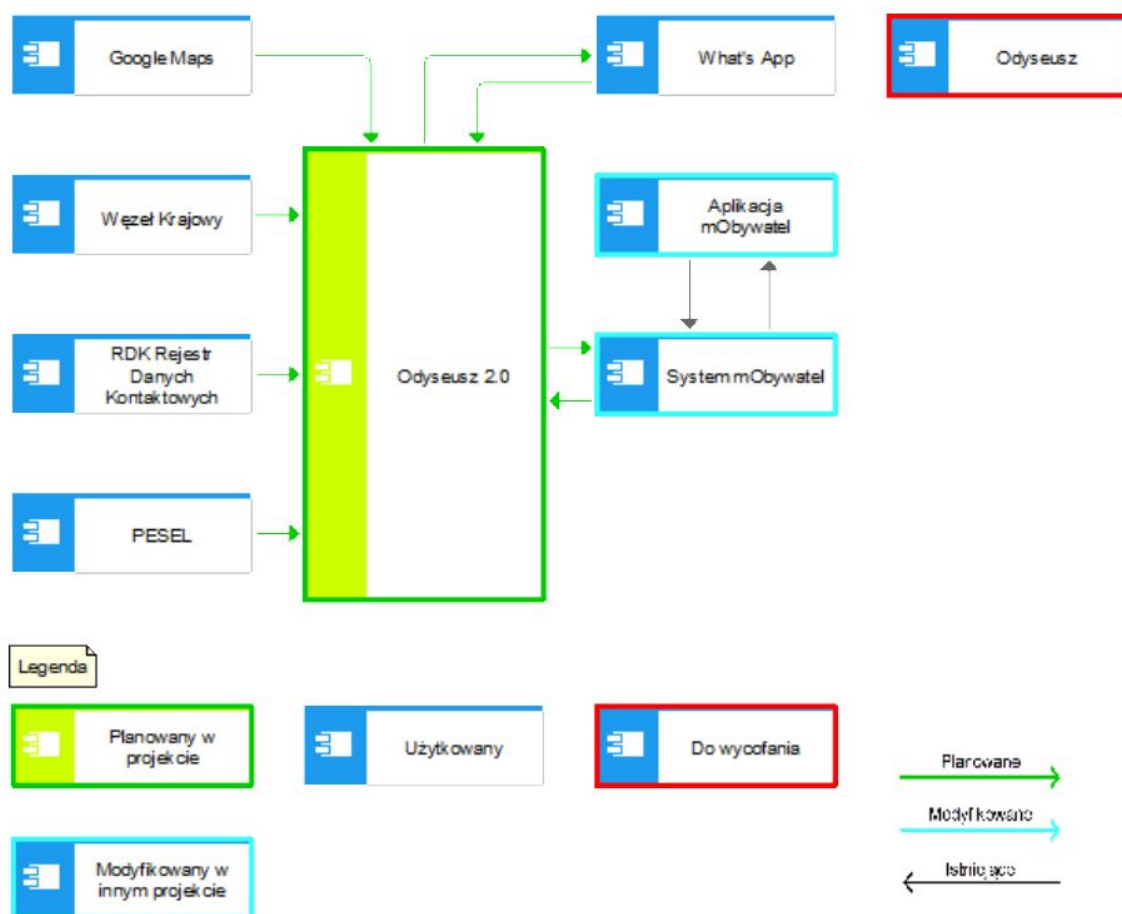 Google Maps
What's App
Odyseusz
Węzeł Krajowy
Aplikacja
mObywatel
RDK Rejestr
Danych
Kontaktowych
Odyseusz 2.0
System mObywatel
PESEL
Legenda
Planowany w
projekcie
Użytkowany
Do wycofania
Planowane
Modyfikowane
Istniejące
Modyfikowany w
innym projekcie